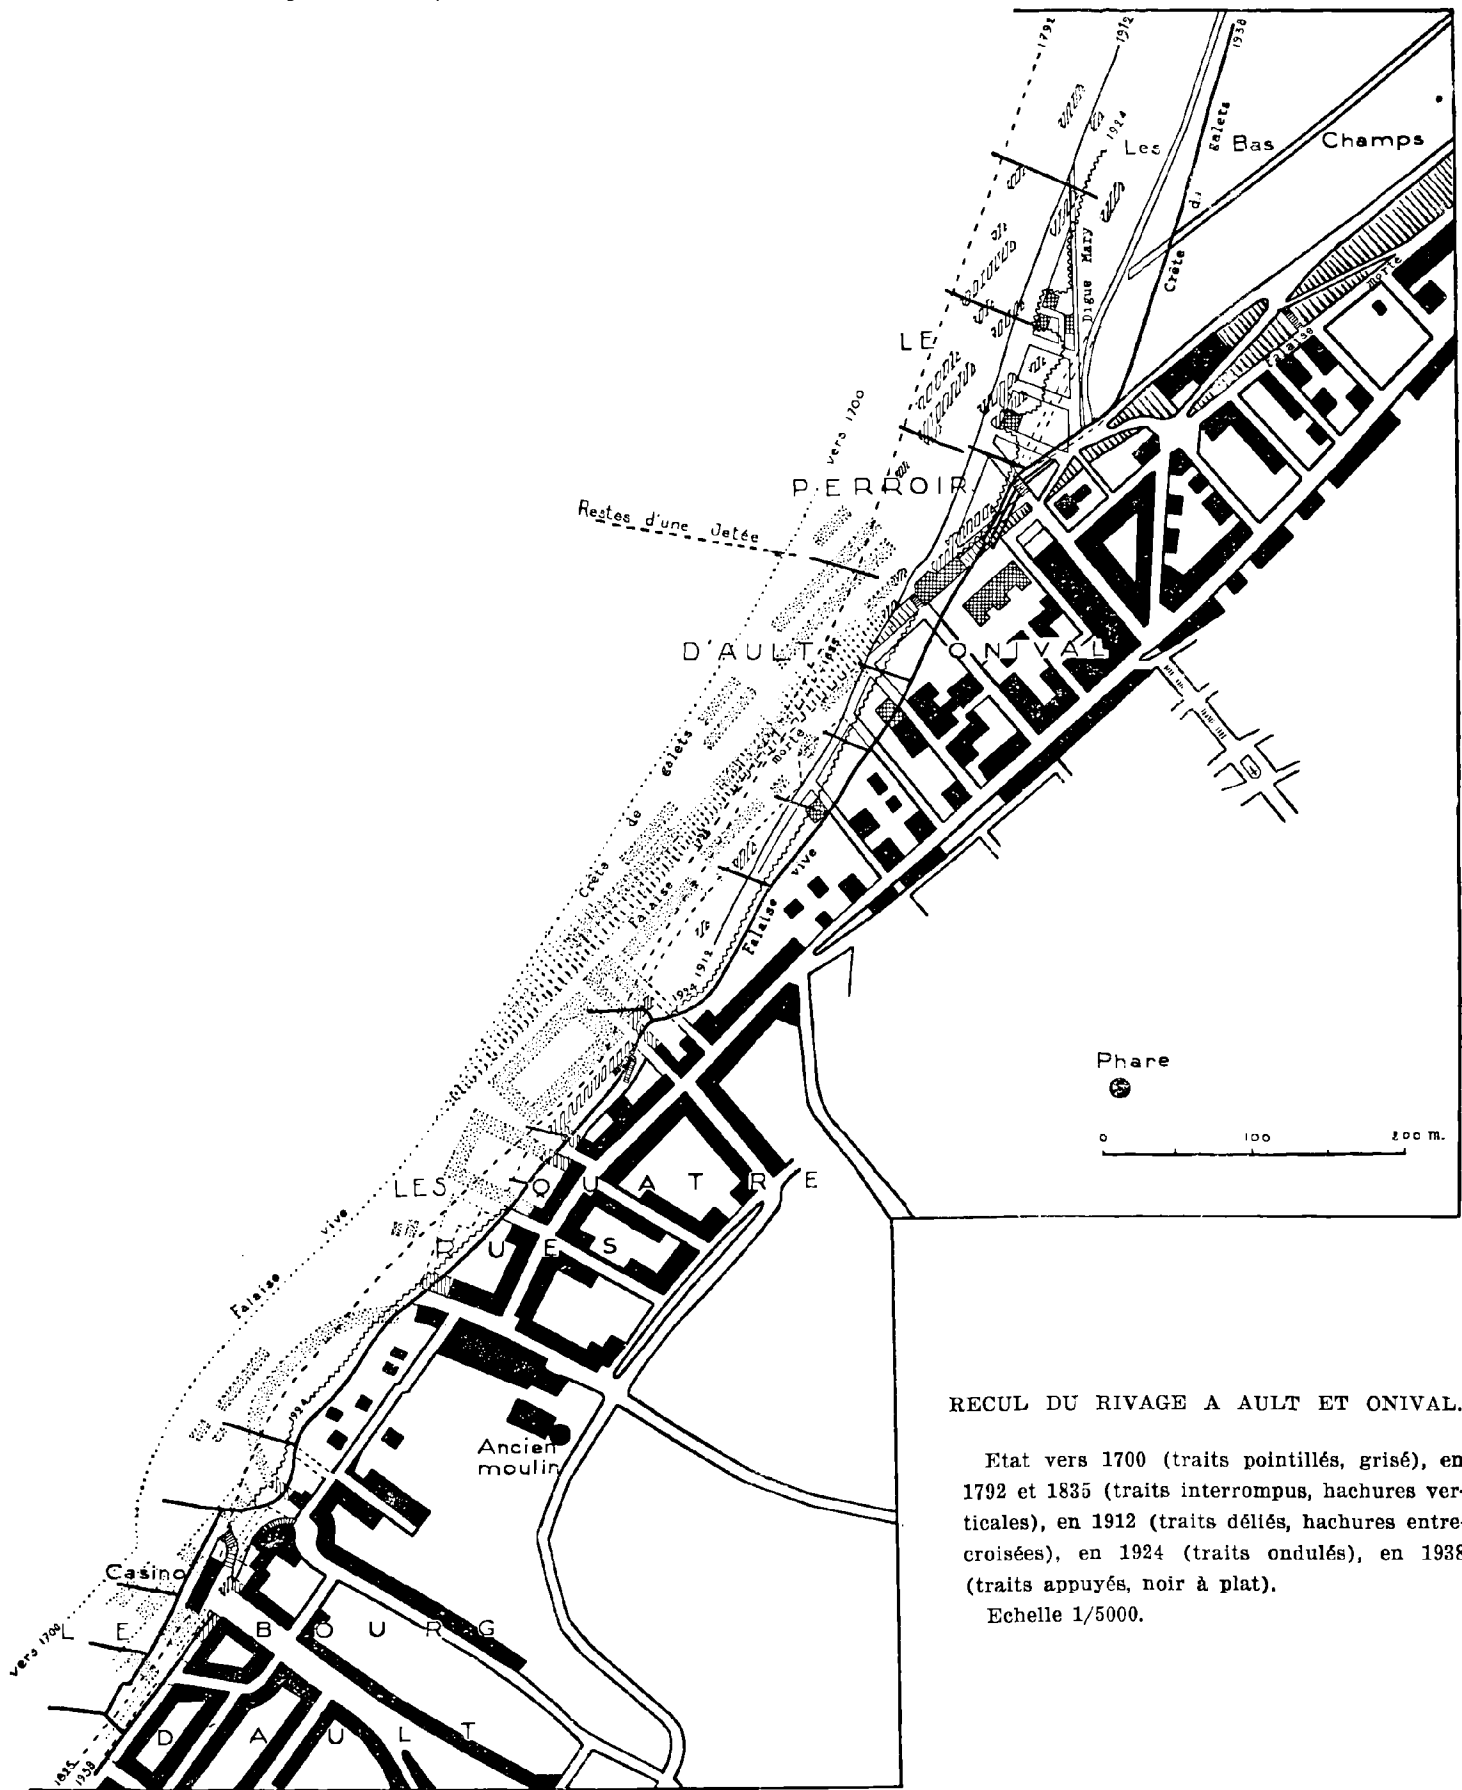 1792
1912
1938
1924
Les Bas Champs
galets
de
Crête
Digue Mary
LE
vers 1700
PERROIR
Restes d'une Jetée
falaise morte
D'AULT
ONIVAL
1835
morte
galets
de
Crête
Falaise
Falaise vive
1912
1924
Phare
0 100 200 m.
LES QUATRE
RUES
vive
Falaise
1924
Ancien
moulin
Casino
vers 1700
LE BOURG
D'AULT
1835
1938
RECUL DU RIVAGE A AULT ET ONIVAL.
Etat vers 1700 (traits pointillés, grisé), en
1792 et 1835 (traits interrompus, hachures ver-
ticales), en 1912 (traits déliés, hachures entre-
croisées), en 1924 (traits ondulés), en 1938
(traits appuyés, noir à plat).
Echelle 1/5000.